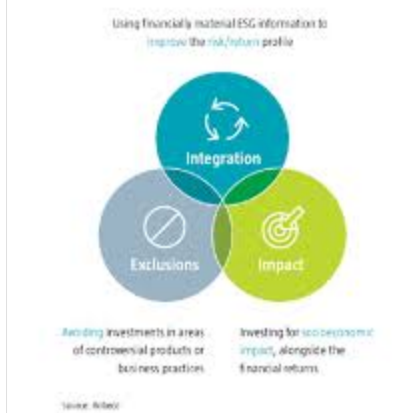 Using financially material ESG information to
improve the risk/return profile
Integration
Exclusions
Impact
Avoiding investments in areas
of controversial products or
business practices
Investing for socioeconomic
impact, alongside the
financial returns
Source: Robeco